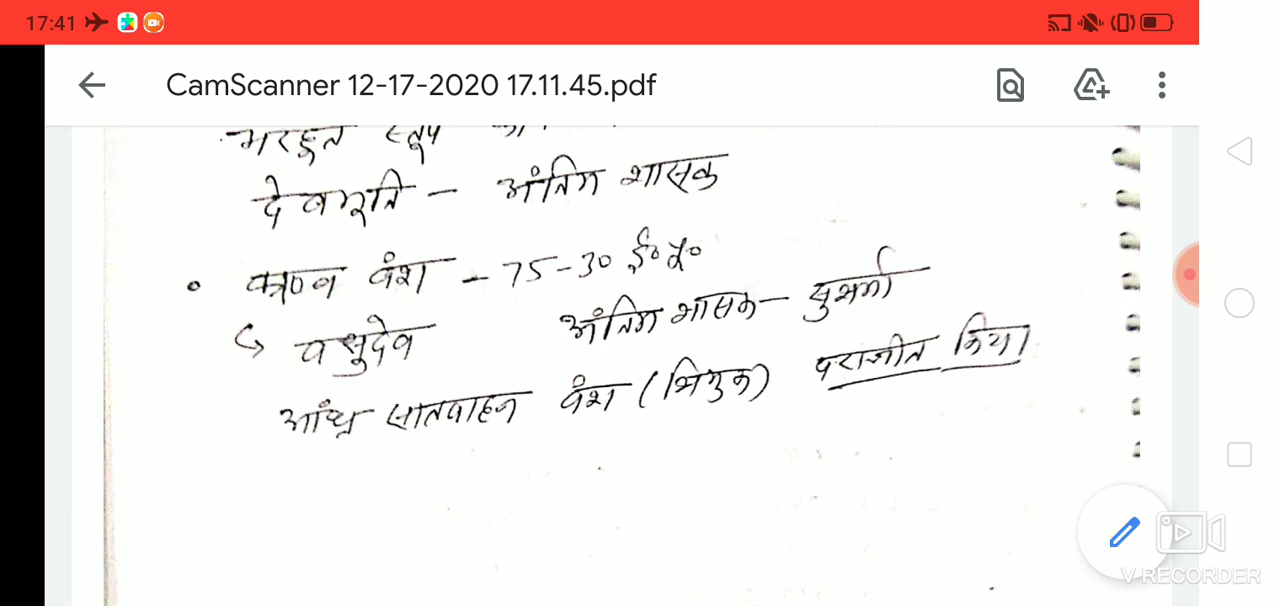 17:41
CamScanner 12-17-2020 17.11.45.pdf
भरहुत स्तूप
देवभूति – अंतिम शासक
• कण्व वंश – 75-30 ई० पू०
↳ वसुदेव अंतिम शासक – सुशर्मा
आंध्र सातवाहन वंश (सिमुक) पराजीत किया।
V RECORDER